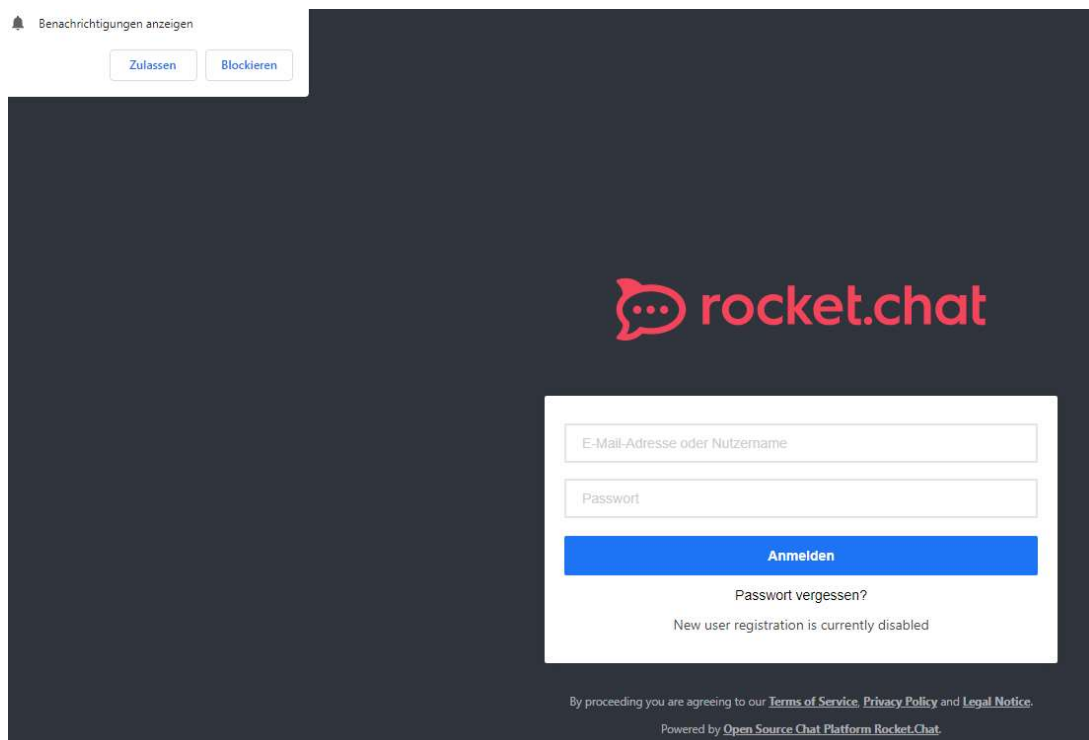 Benachrichtigungen anzeigen
Zulassen Blockieren
rocket.chat
E-Mail-Adresse oder Nutzername
Passwort
Anmelden
Passwort vergessen?
New user registration is currently disabled
By proceeding you are agreeing to our Terms of Service, Privacy Policy and Legal Notice.
Powered by Open Source Chat Platform Rocket.Chat.